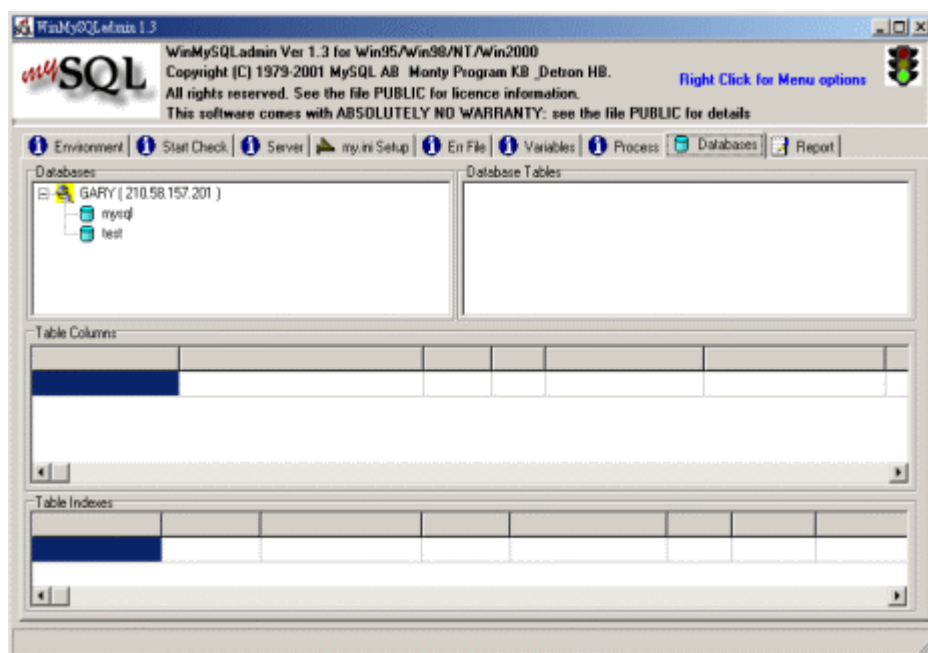 WinMySQLadmin 1.3
mySQL
WinMySQLadmin Ver 1.3 for Win95/Win98/NT/Win2000
Copyright (C) 1979-2001 MySQL AB Monty Program KB _Detron HB.
All rights reserved. See the file PUBLIC for licence information.
This software comes with ABSOLUTELY NO WARRANTY: see the file PUBLIC for details
Right Click for Menu options
Environment Start Check Server my.ini Setup Err File Variables Process Databases Report
Databases Database Tables
GARY ( 210.58.157.201 )
mysql
test
Table Columns
Table Indexes